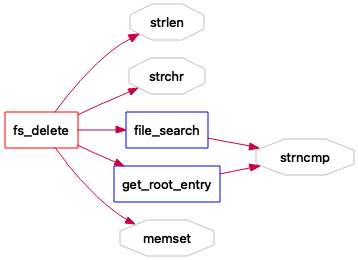 strlen
strchr
fs_delete
file_search
strncmp
get_root_entry
memset